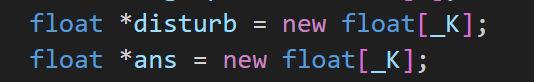 float *disturb = new float[_K];
float *ans = new float[_K];